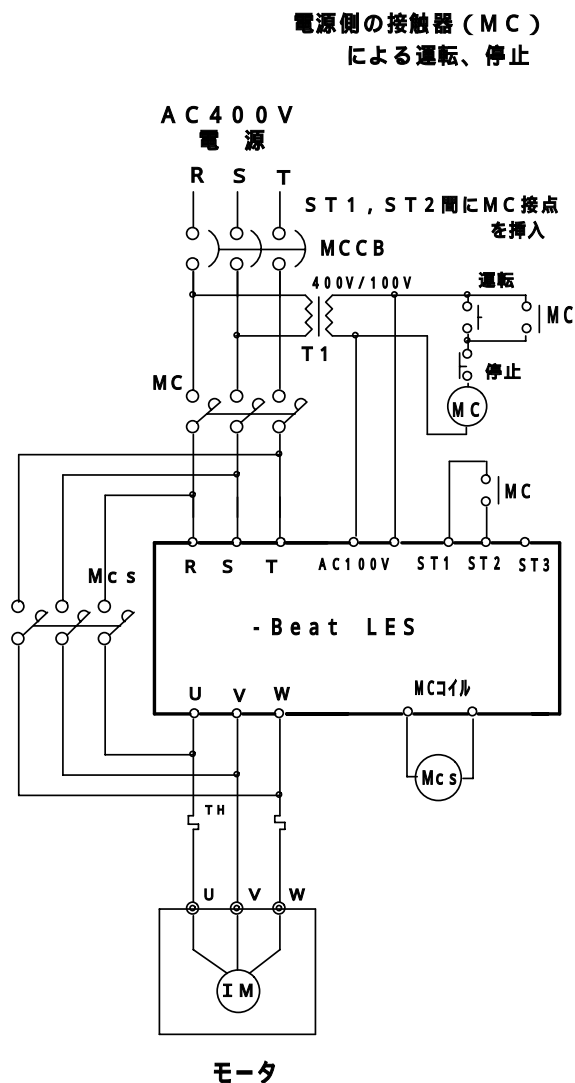 電源側の接触器(MC)
による運転、停止
AC400V
電 源
R S T
ST1,ST2間にMC接点
を挿入
MCCB
400V/100V
運転
MC
T1
停止
MC
MC
MC
Mcs
R S T AC100V ST1 ST2 ST3
-Beat LES
U V W
MCコイル
Mcs
TH
U V W
IM
モータ